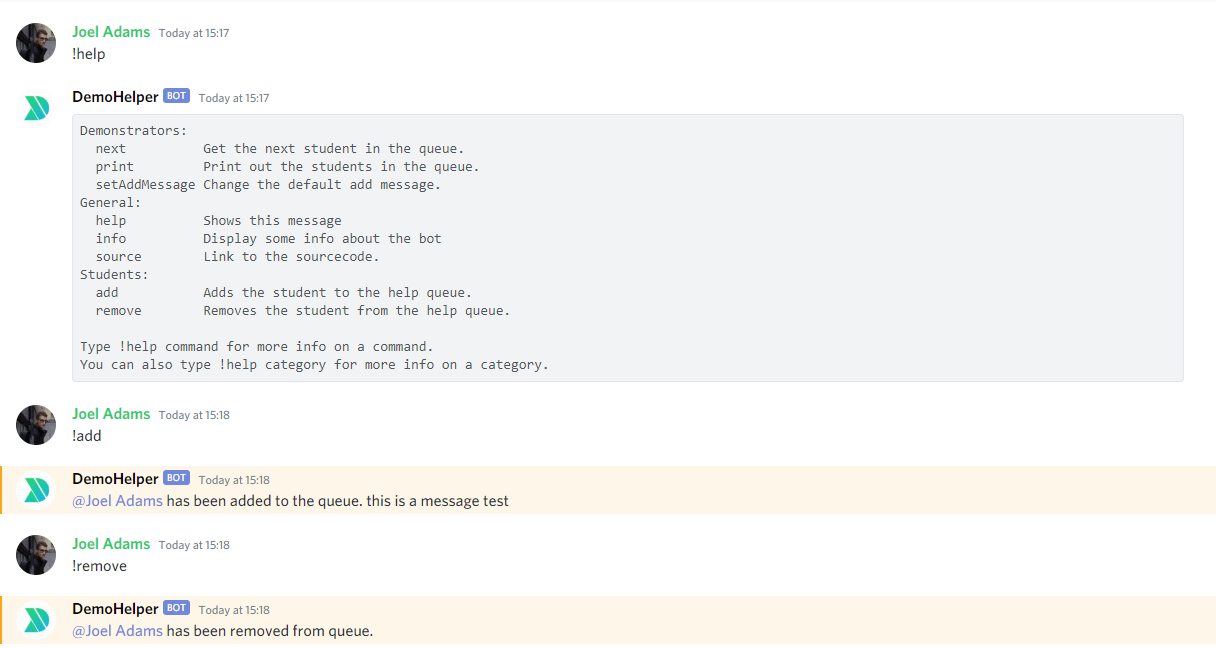 Joel Adams Today at 15:17
!help
DemoHelper BOT Today at 15:17
Demonstrators:
  next          Get the next student in the queue.
  print         Print out the students in the queue.
  setAddMessage Change the default add message.
General:
  help          Shows this message
  info          Display some info about the bot
  source        Link to the sourcecode.
Students:
  add           Adds the student to the help queue.
  remove        Removes the student from the help queue.

Type !help command for more info on a command.
You can also type !help category for more info on a category.
Joel Adams Today at 15:18
!add
DemoHelper BOT Today at 15:18
@Joel Adams has been added to the queue. this is a message test
Joel Adams Today at 15:18
!remove
DemoHelper BOT Today at 15:18
@Joel Adams has been removed from queue.